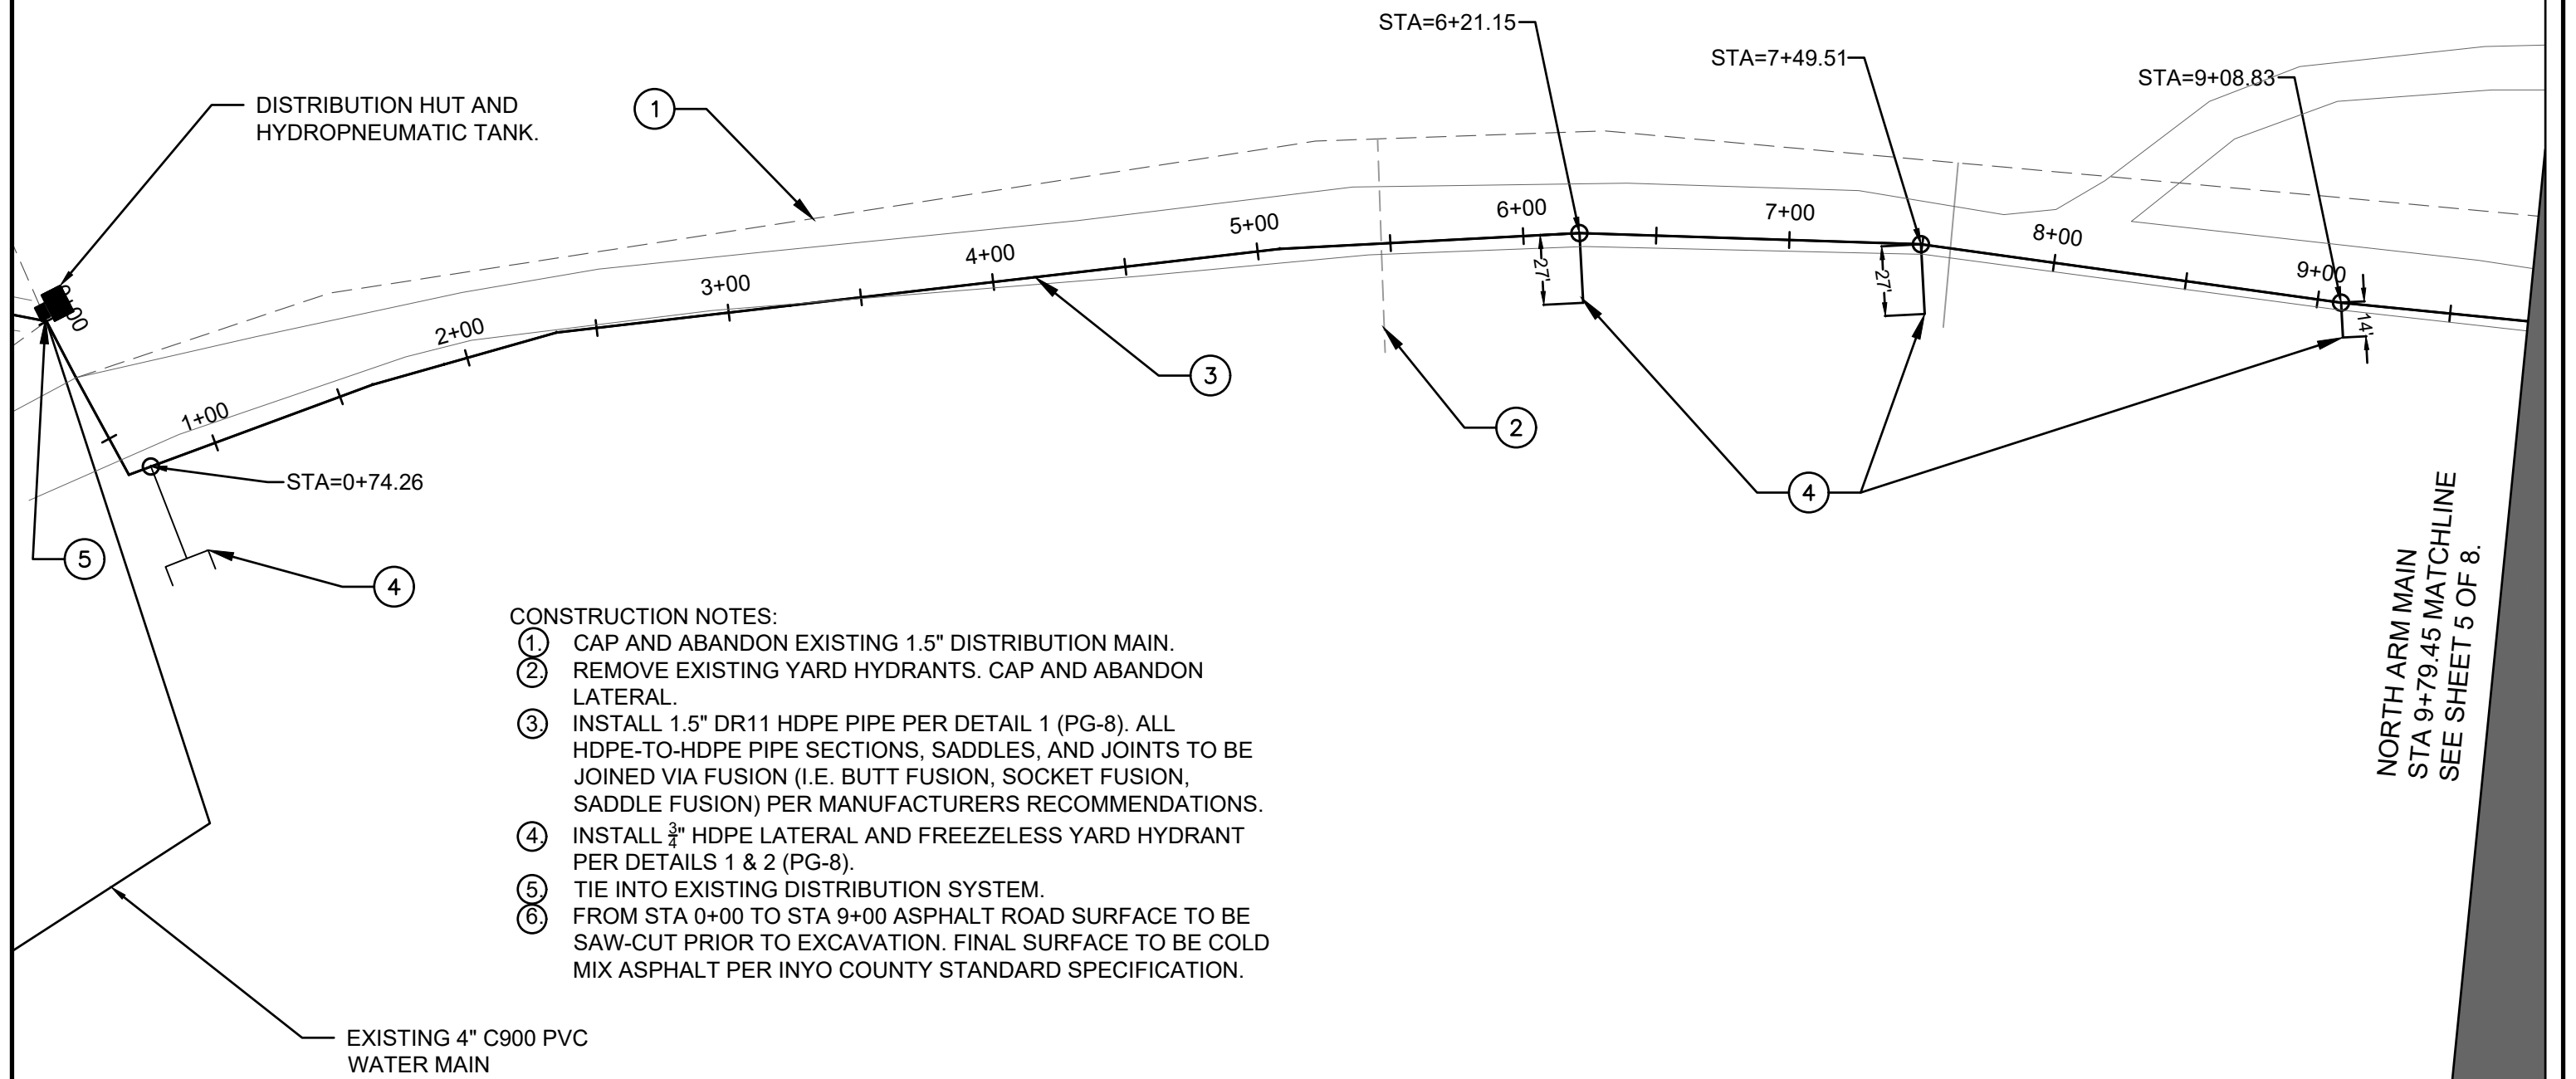 STA=6+21.15
STA=7+49.51
STA=9+08.83
DISTRIBUTION HUT AND
HYDROPNEUMATIC TANK.
1
0+00
1+00
2+00
3+00
4+00
5+00
6+00
7+00
8+00
9+00
27'
27'
14'
3
2
4
STA=0+74.26
5
4
NORTH ARM MAIN
STA 9+79.45 MATCHLINE
SEE SHEET 5 OF 8.
CONSTRUCTION NOTES:
1. CAP AND ABANDON EXISTING 1.5" DISTRIBUTION MAIN.
2. REMOVE EXISTING YARD HYDRANTS. CAP AND ABANDON
LATERAL.
3. INSTALL 1.5" DR11 HDPE PIPE PER DETAIL 1 (PG-8). ALL
HDPE-TO-HDPE PIPE SECTIONS, SADDLES, AND JOINTS TO BE
JOINED VIA FUSION (I.E. BUTT FUSION, SOCKET FUSION,
SADDLE FUSION) PER MANUFACTURERS RECOMMENDATIONS.
4. INSTALL 3/4" HDPE LATERAL AND FREEZELESS YARD HYDRANT
PER DETAILS 1 & 2 (PG-8).
5. TIE INTO EXISTING DISTRIBUTION SYSTEM.
6. FROM STA 0+00 TO STA 9+00 ASPHALT ROAD SURFACE TO BE
SAW-CUT PRIOR TO EXCAVATION. FINAL SURFACE TO BE COLD
MIX ASPHALT PER INYO COUNTY STANDARD SPECIFICATION.
EXISTING 4" C900 PVC
WATER MAIN